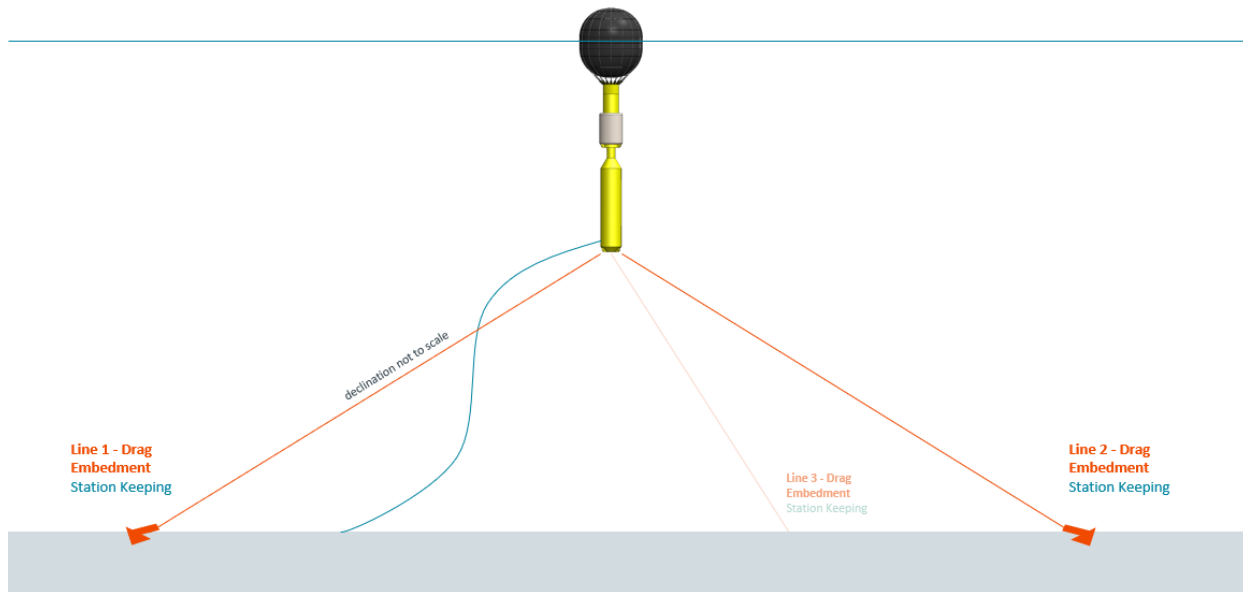 declination not to scale
Line 1 - Drag
Embedment
Station Keeping
Line 3 - Drag
Embedment
Station Keeping
Line 2 - Drag
Embedment
Station Keeping